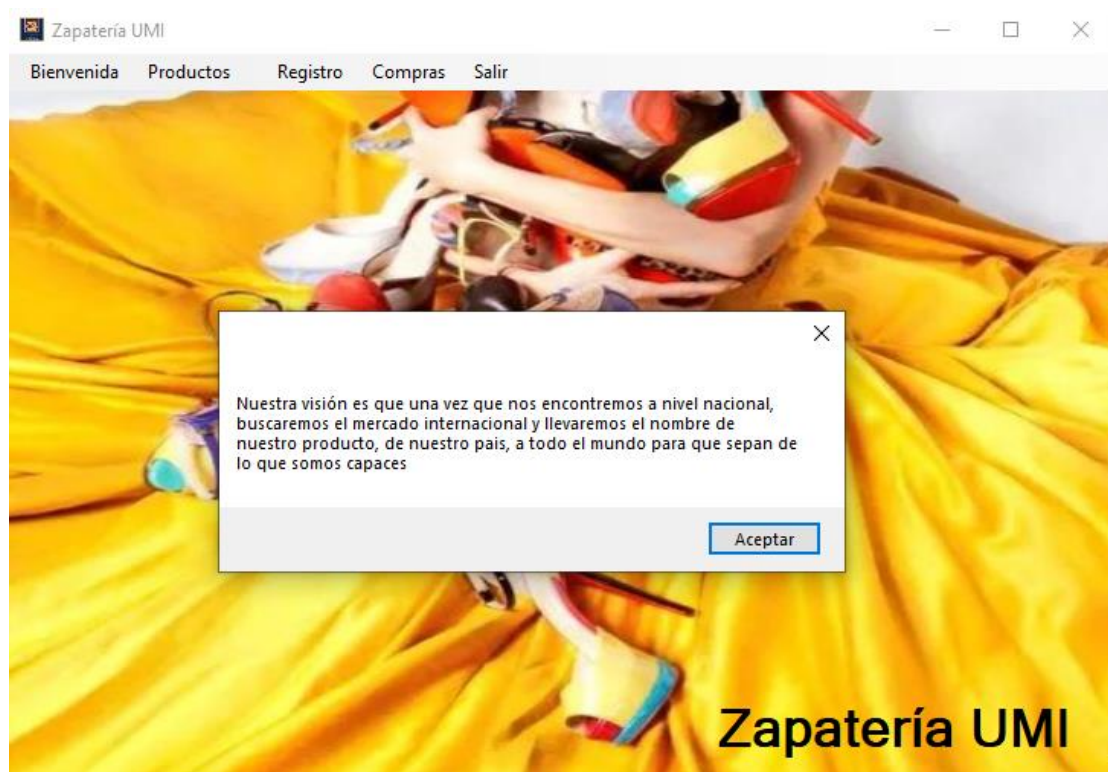 Zapatería UMI
Bienvenida Productos Registro Compras Salir
Nuestra visión es que una vez que nos encontremos a nivel nacional,
buscaremos el mercado internacional y llevaremos el nombre de
nuestro producto, de nuestro pais, a todo el mundo para que sepan de
lo que somos capaces
Aceptar
Zapatería UMI